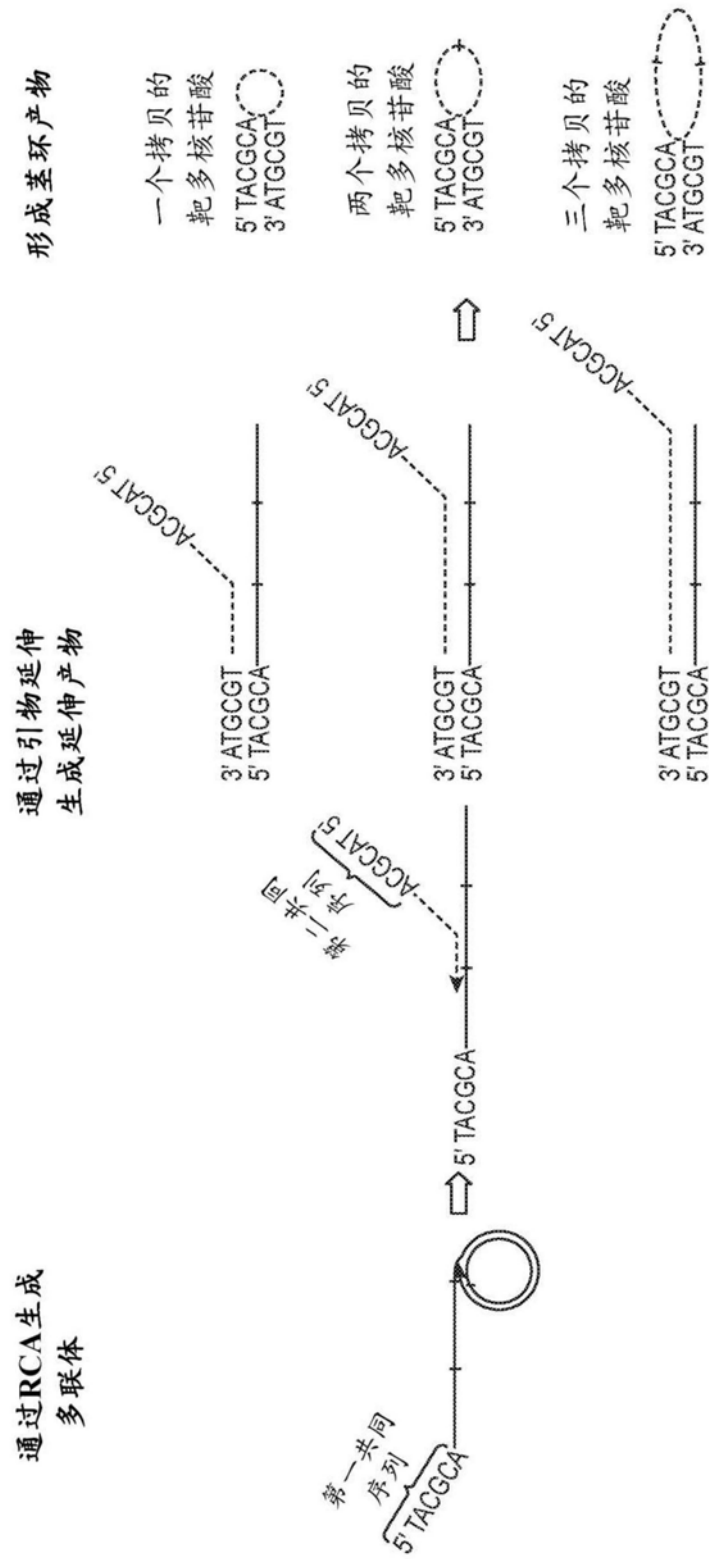 通过RCA生成
多联体
第一共同
序列
5' TACGCA
5' TACGCA
第二共同
序列
ACGCAT 5'
通过引物延伸
生成延伸产物
ACGCAT 5'
3' ATGCGT
5' TACGCA
ACGCAT 5'
3' ATGCGT
5' TACGCA
ACGCAT 5'
3' ATGCGT
5' TACGCA
形成茎环产物
一个拷贝的
靶多核苷酸
5' TACGCA
3' ATGCGT
两个拷贝的
靶多核苷酸
5' TACGCA
3' ATGCGT
三个拷贝的
靶多核苷酸
5' TACGCA
3' ATGCGT